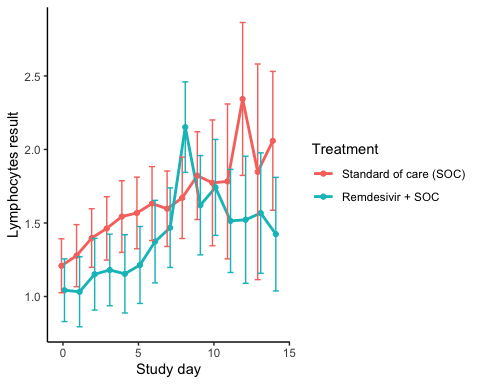 Lymphocytes result
2.5
2.0
1.5
1.0
0
5
10
15
Study day
Treatment
Standard of care (SOC)
Remdesivir + SOC